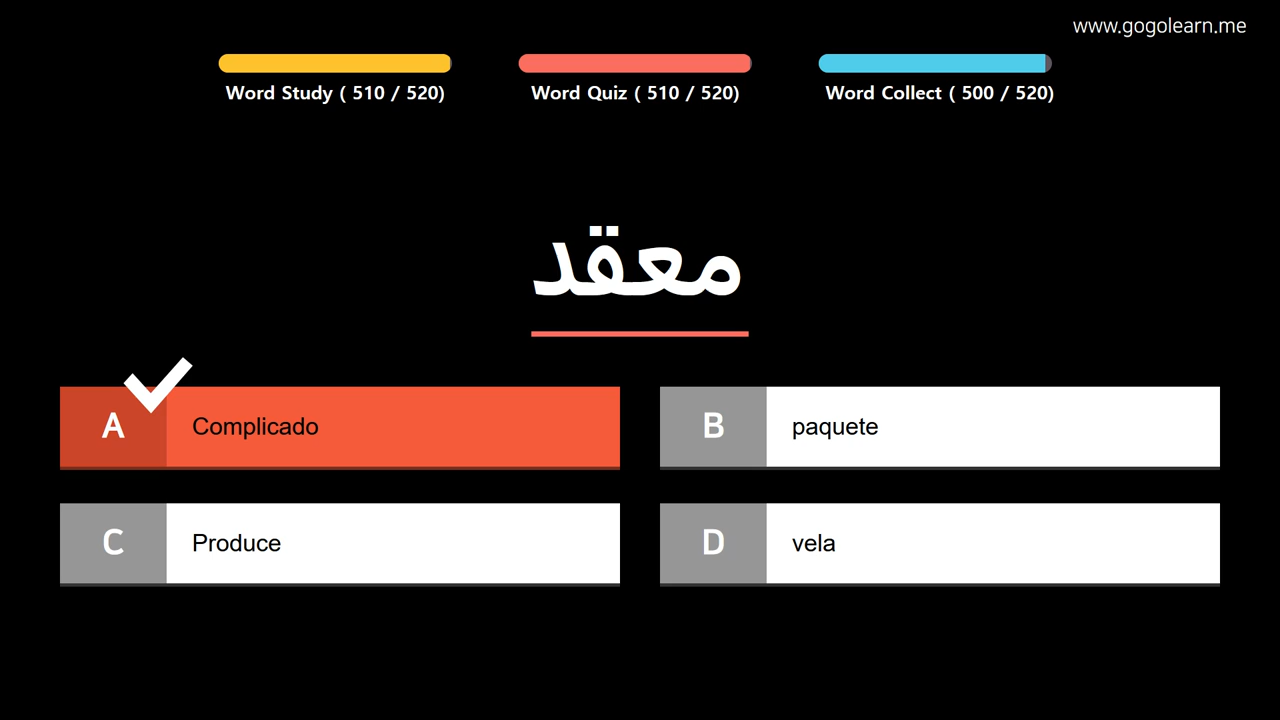 www.gogolearn.me
Word Study ( 510 / 520)
Word Quiz ( 510 / 520)
Word Collect ( 500 / 520)
معقد
A Complicado
B paquete
C Produce
D vela